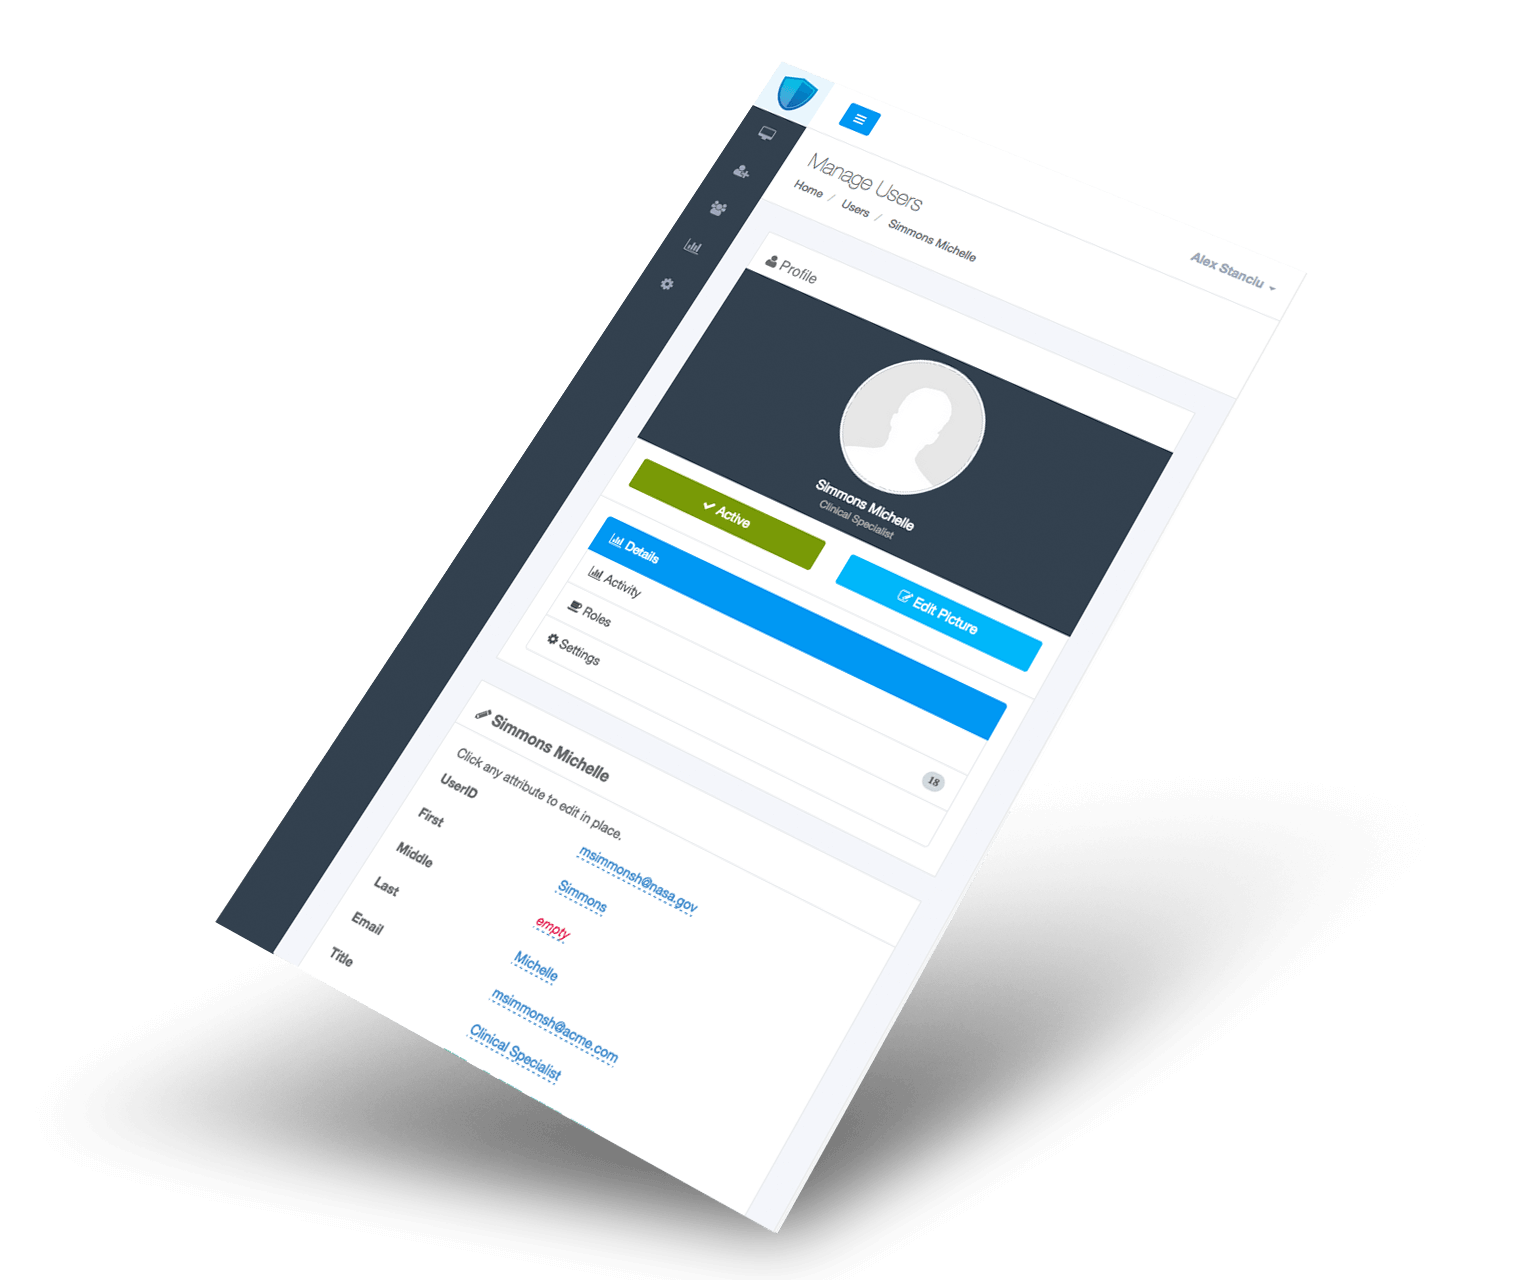 Manage Users
Home / Users / Simmons Michelle
Alex Stanciu
Profile
Simmons Michelle
Clinical Specialist
Active
Edit Picture
Details
Activity
Roles
18
Settings
Simmons Michelle
Click any attribute to edit in place.
UserID msimmonsh@nasa.gov
First Simmons
Middle empty
Last Michelle
Email msimmonsh@acme.com
Title Clinical Specialist